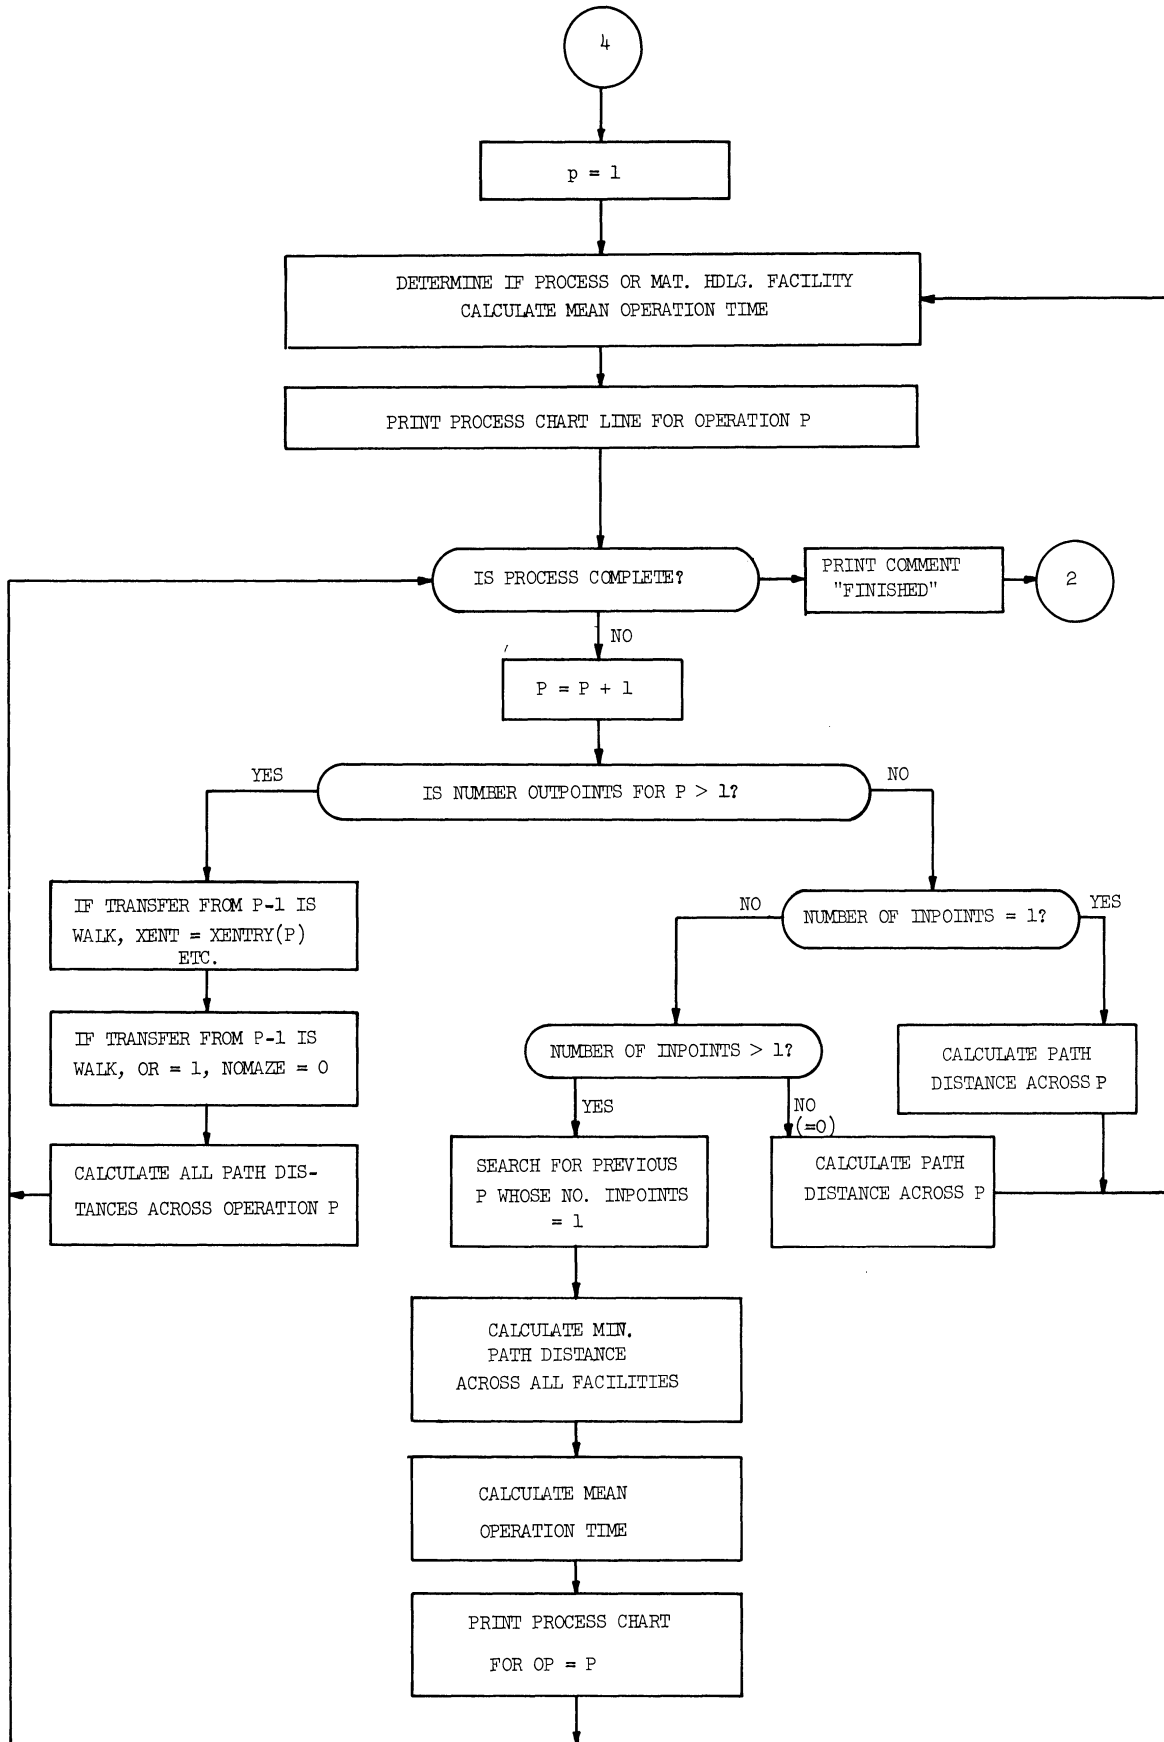 4
p = 1
DETERMINE IF PROCESS OR MAT. HDLG. FACILITY
CALCULATE MEAN OPERATION TIME
PRINT PROCESS CHART LINE FOR OPERATION P
IS PROCESS COMPLETE?
PRINT COMMENT
"FINISHED"
2
NO
P = P + 1
YES
IS NUMBER OUTPOINTS FOR P > 1?
NO
IF TRANSFER FROM P-1 IS
WALK, XENT = XENTRY(P)
ETC.
NO
NUMBER OF INPOINTS = 1?
YES
IF TRANSFER FROM P-1 IS
WALK, OR = 1, NOMAZE = 0
NUMBER OF INPOINTS > 1?
CALCULATE PATH
DISTANCE ACROSS P
YES
NO
(=0)
CALCULATE ALL PATH DIS-
TANCES ACROSS OPERATION P
SEARCH FOR PREVIOUS
P WHOSE NO. INPOINTS
= 1
CALCULATE PATH
DISTANCE ACROSS P
CALCULATE MIN.
PATH DISTANCE
ACROSS ALL FACILITIES
CALCULATE MEAN
OPERATION TIME
PRINT PROCESS CHART
FOR OP = P